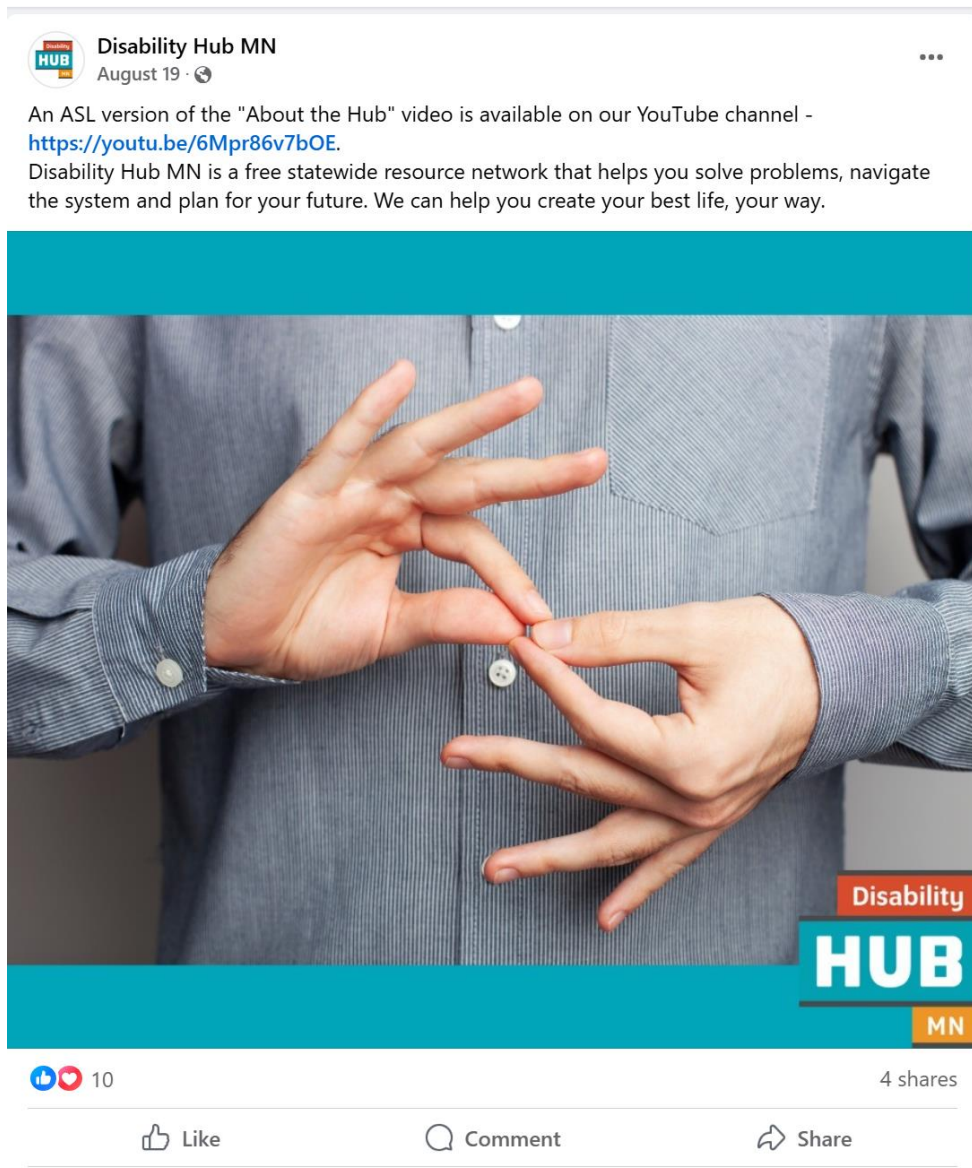 Disability
HUB
MN
Disability Hub MN
August 19 ·
An ASL version of the "About the Hub" video is available on our YouTube channel -
https://youtu.be/6Mpr86v7bOE.
Disability Hub MN is a free statewide resource network that helps you solve problems, navigate
the system and plan for your future. We can help you create your best life, your way.
Disability
HUB
MN
10
4 shares
Like
Comment
Share